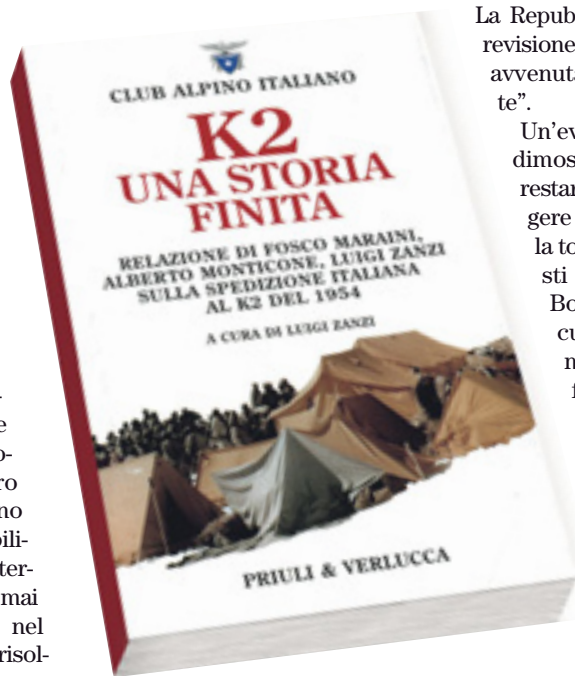 -
e
o-
ro
no
bili-
ter-
mai
nel
risol-
CLUB ALPINO ITALIANO
K2
UNA STORIA
FINITA
RELAZIONE DI FOSCO MARAINI,
ALBERTO MONTICONE, LUIGI ZANZI
SULLA SPEDIZIONE ITALIANA
AL K2 DEL 1954
A CURA DI LUIGI ZANZI
PRIULI & VERLUCCA
La Repub
revisione
avvenuta
te”.
Un’ev
dimos
restar
gere
la to
sti
Bo
cu
n
f